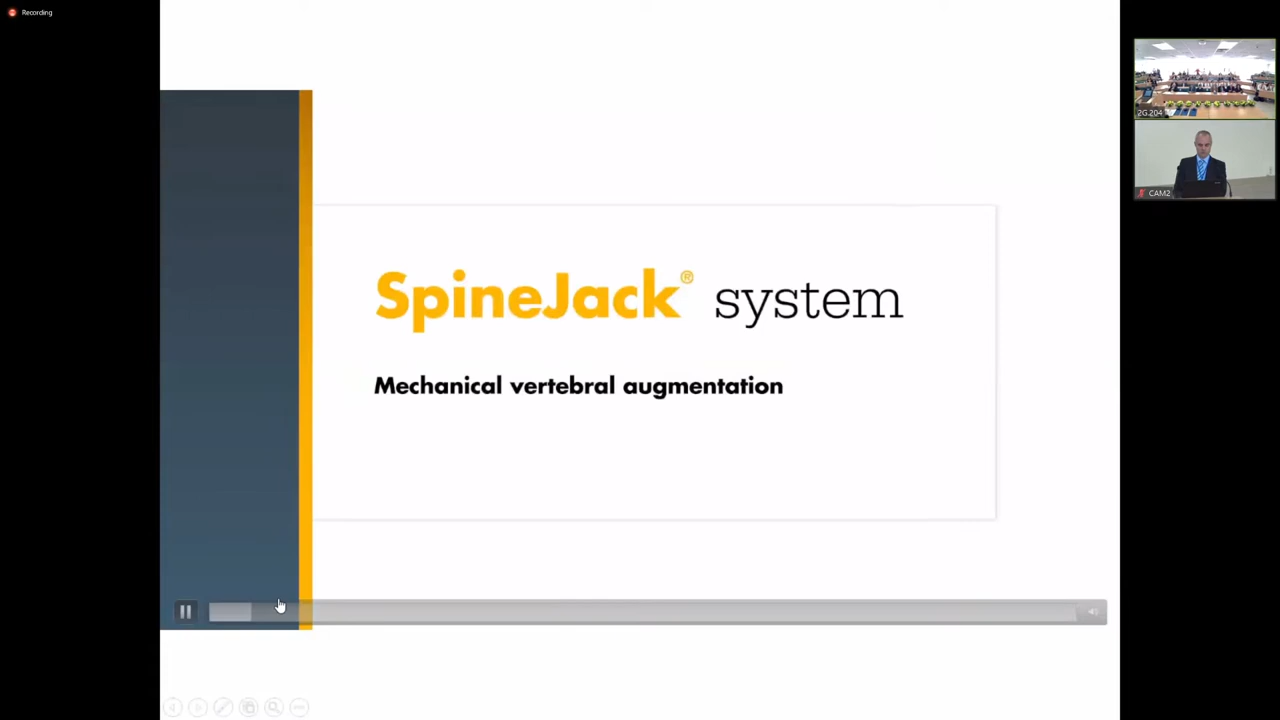 Recording
SpineJack® system
Mechanical vertebral augmentation
2G.204
CAM2